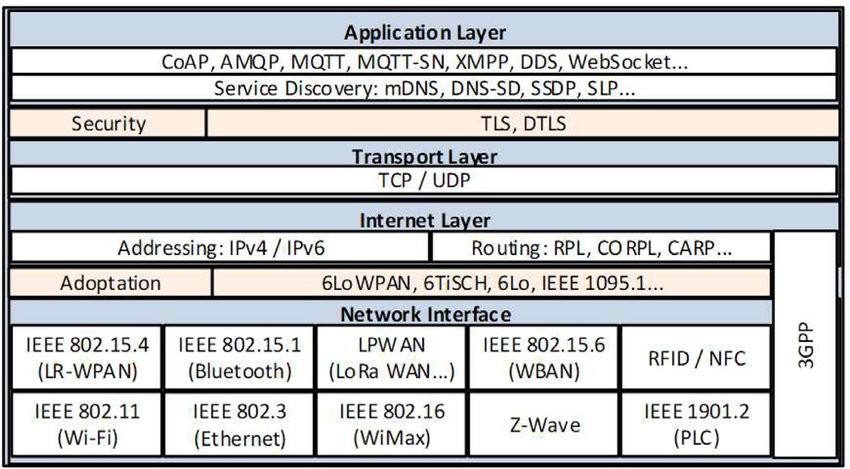 Application Layer
CoAP, AMQP, MQTT, MQTT-SN, XMPP, DDS, WebSocket...
Service Discovery: mDNS, DNS-SD, SSDP, SLP...
Security
TLS, DTLS
Transport Layer
TCP / UDP
Internet Layer
Addressing: IPv4 / IPv6
Routing: RPL, CORPL, CARP...
Adoptation
6LoWPAN, 6TiSCH, 6Lo, IEEE 1095.1...
Network Interface
IEEE 802.15.4
(LR-WPAN)
IEEE 802.15.1
(Bluetooth)
LPWAN
(LoRa WAN...)
IEEE 802.15.6
(WBAN)
RFID / NFC
IEEE 802.11
(Wi-Fi)
IEEE 802.3
(Ethernet)
IEEE 802.16
(WiMax)
Z-Wave
IEEE 1901.2
(PLC)
3GPP